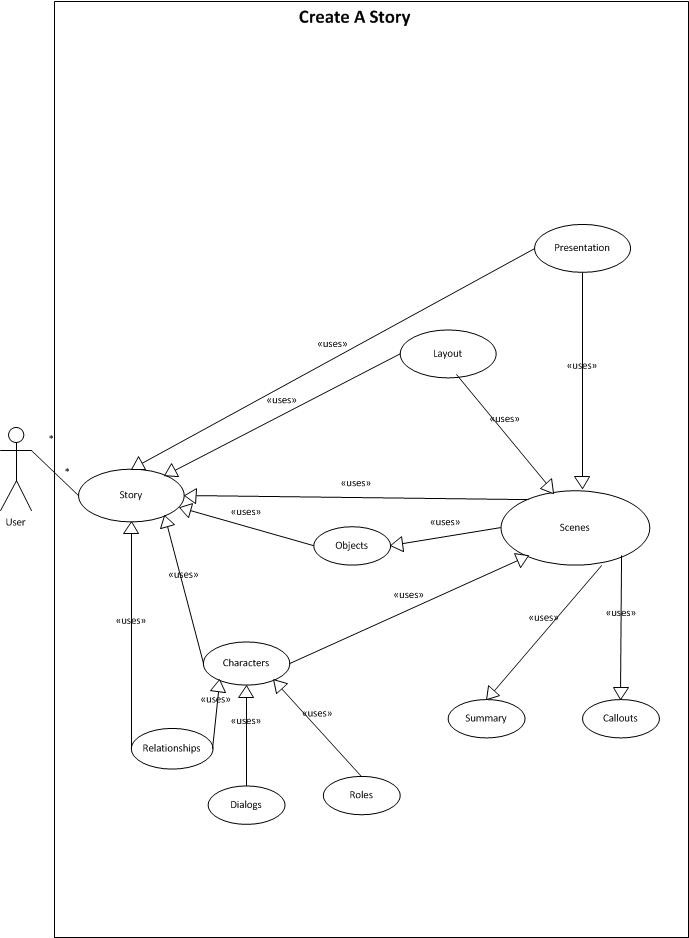 Create A Story
Presentation
«uses»
Layout
«uses»
«uses»
«uses»
*
*
Story
«uses»
«uses»
«uses»
User
Scenes
Objects
«uses»
«uses»
«uses»
«uses»
«uses»
Characters
«uses»
«uses»
«uses»
Summary
Callouts
Relationships
Dialogs
Roles